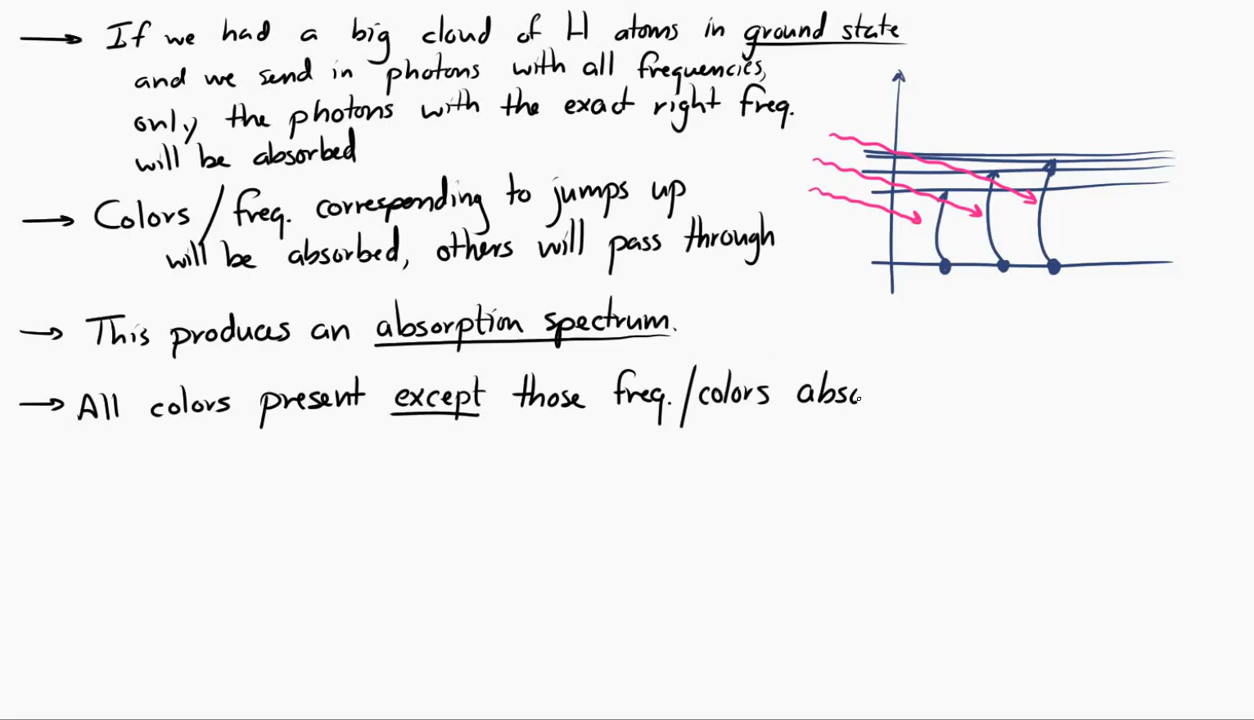 → If we had a big cloud of H atoms in ground state
and we send in photons with all frequencies,
only the photons with the exact right freq.
will be absorbed
→ Colors / freq. corresponding to jumps up
will be absorbed, others will pass through
→ This produces an absorption spectrum.
→ All colors present except those freq./colors abso